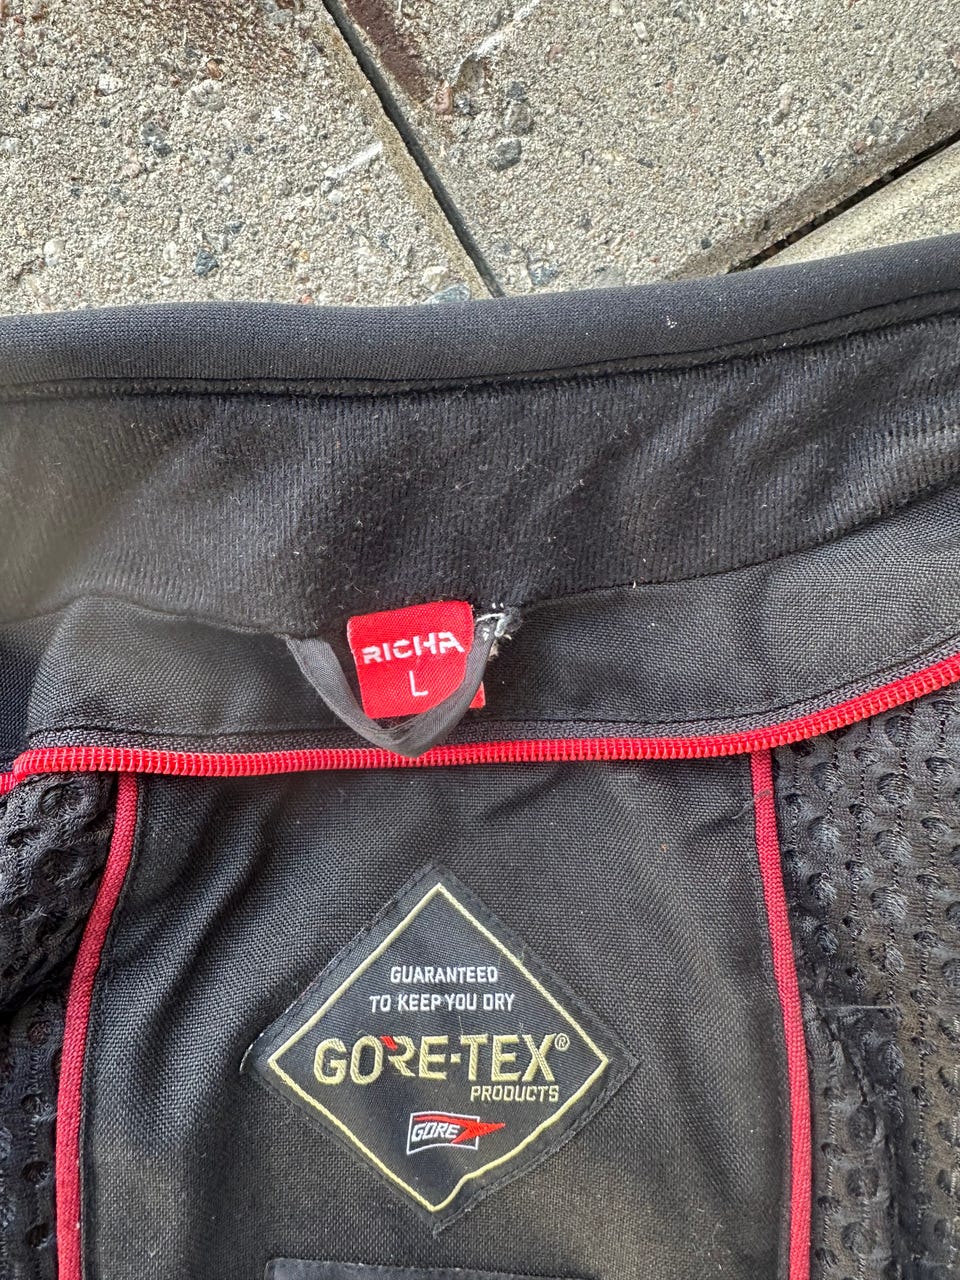 RICHA
L
GUARANTEED
TO KEEP YOU DRY
GORE-TEX®
PRODUCTS
GORE